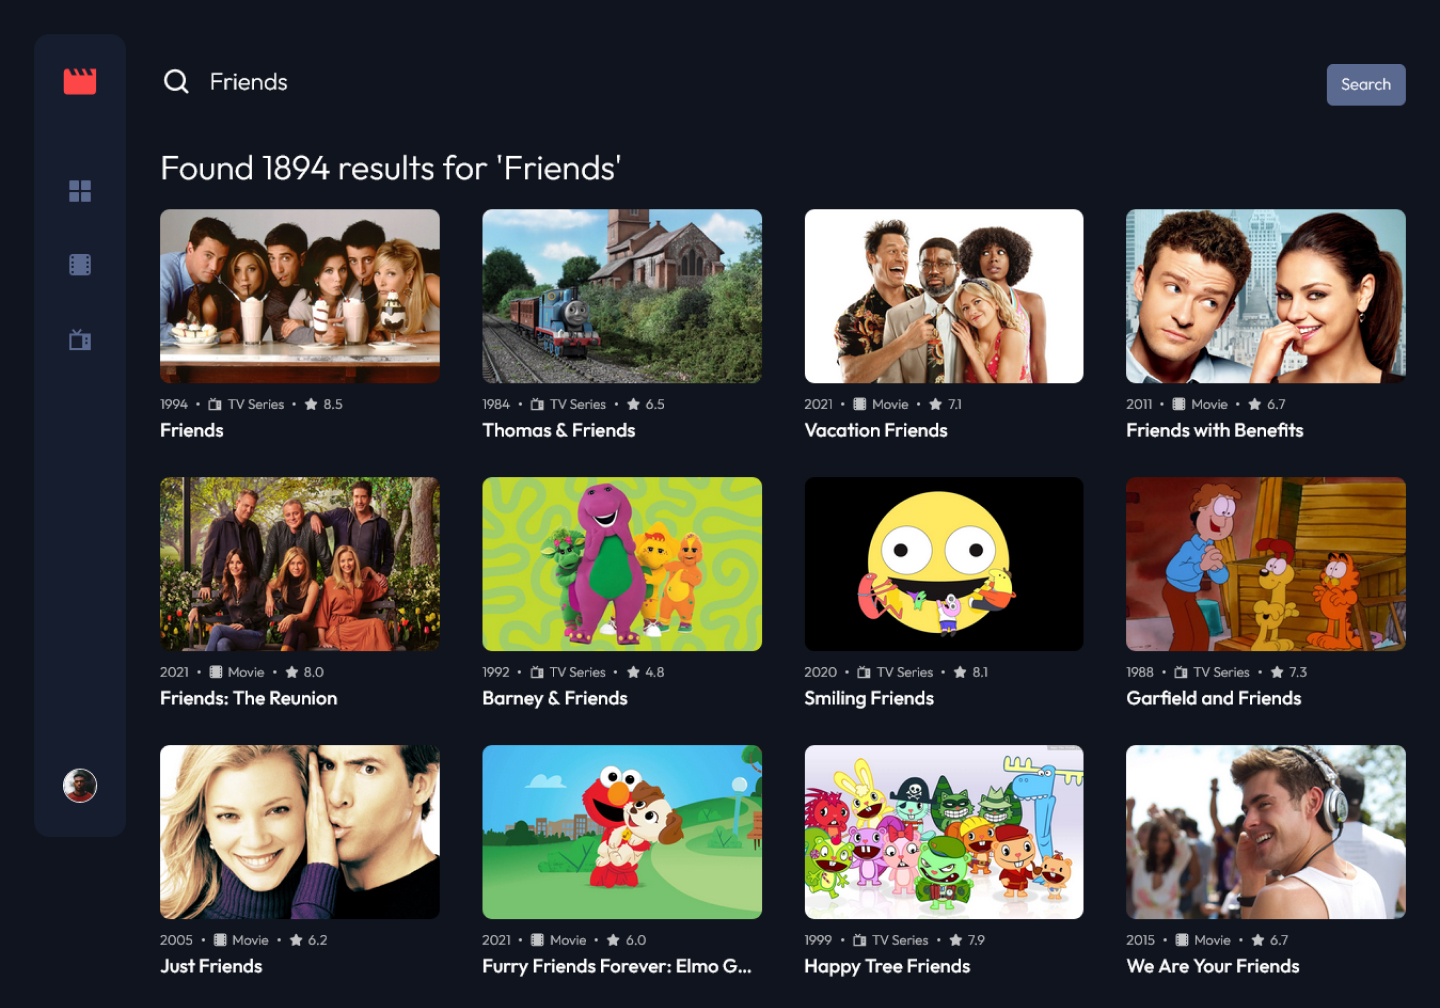 Friends
Search
Found 1894 results for 'Friends'
1994 • TV Series • 8.5
Friends
1984 • TV Series • 6.5
Thomas & Friends
2021 • Movie • 7.1
Vacation Friends
2011 • Movie • 6.7
Friends with Benefits
2021 • Movie • 8.0
Friends: The Reunion
1992 • TV Series • 4.8
Barney & Friends
2020 • TV Series • 8.1
Smiling Friends
1988 • TV Series • 7.3
Garfield and Friends
2005 • Movie • 6.2
Just Friends
2021 • Movie • 6.0
Furry Friends Forever: Elmo G...
1999 • TV Series • 7.9
Happy Tree Friends
2015 • Movie • 6.7
We Are Your Friends